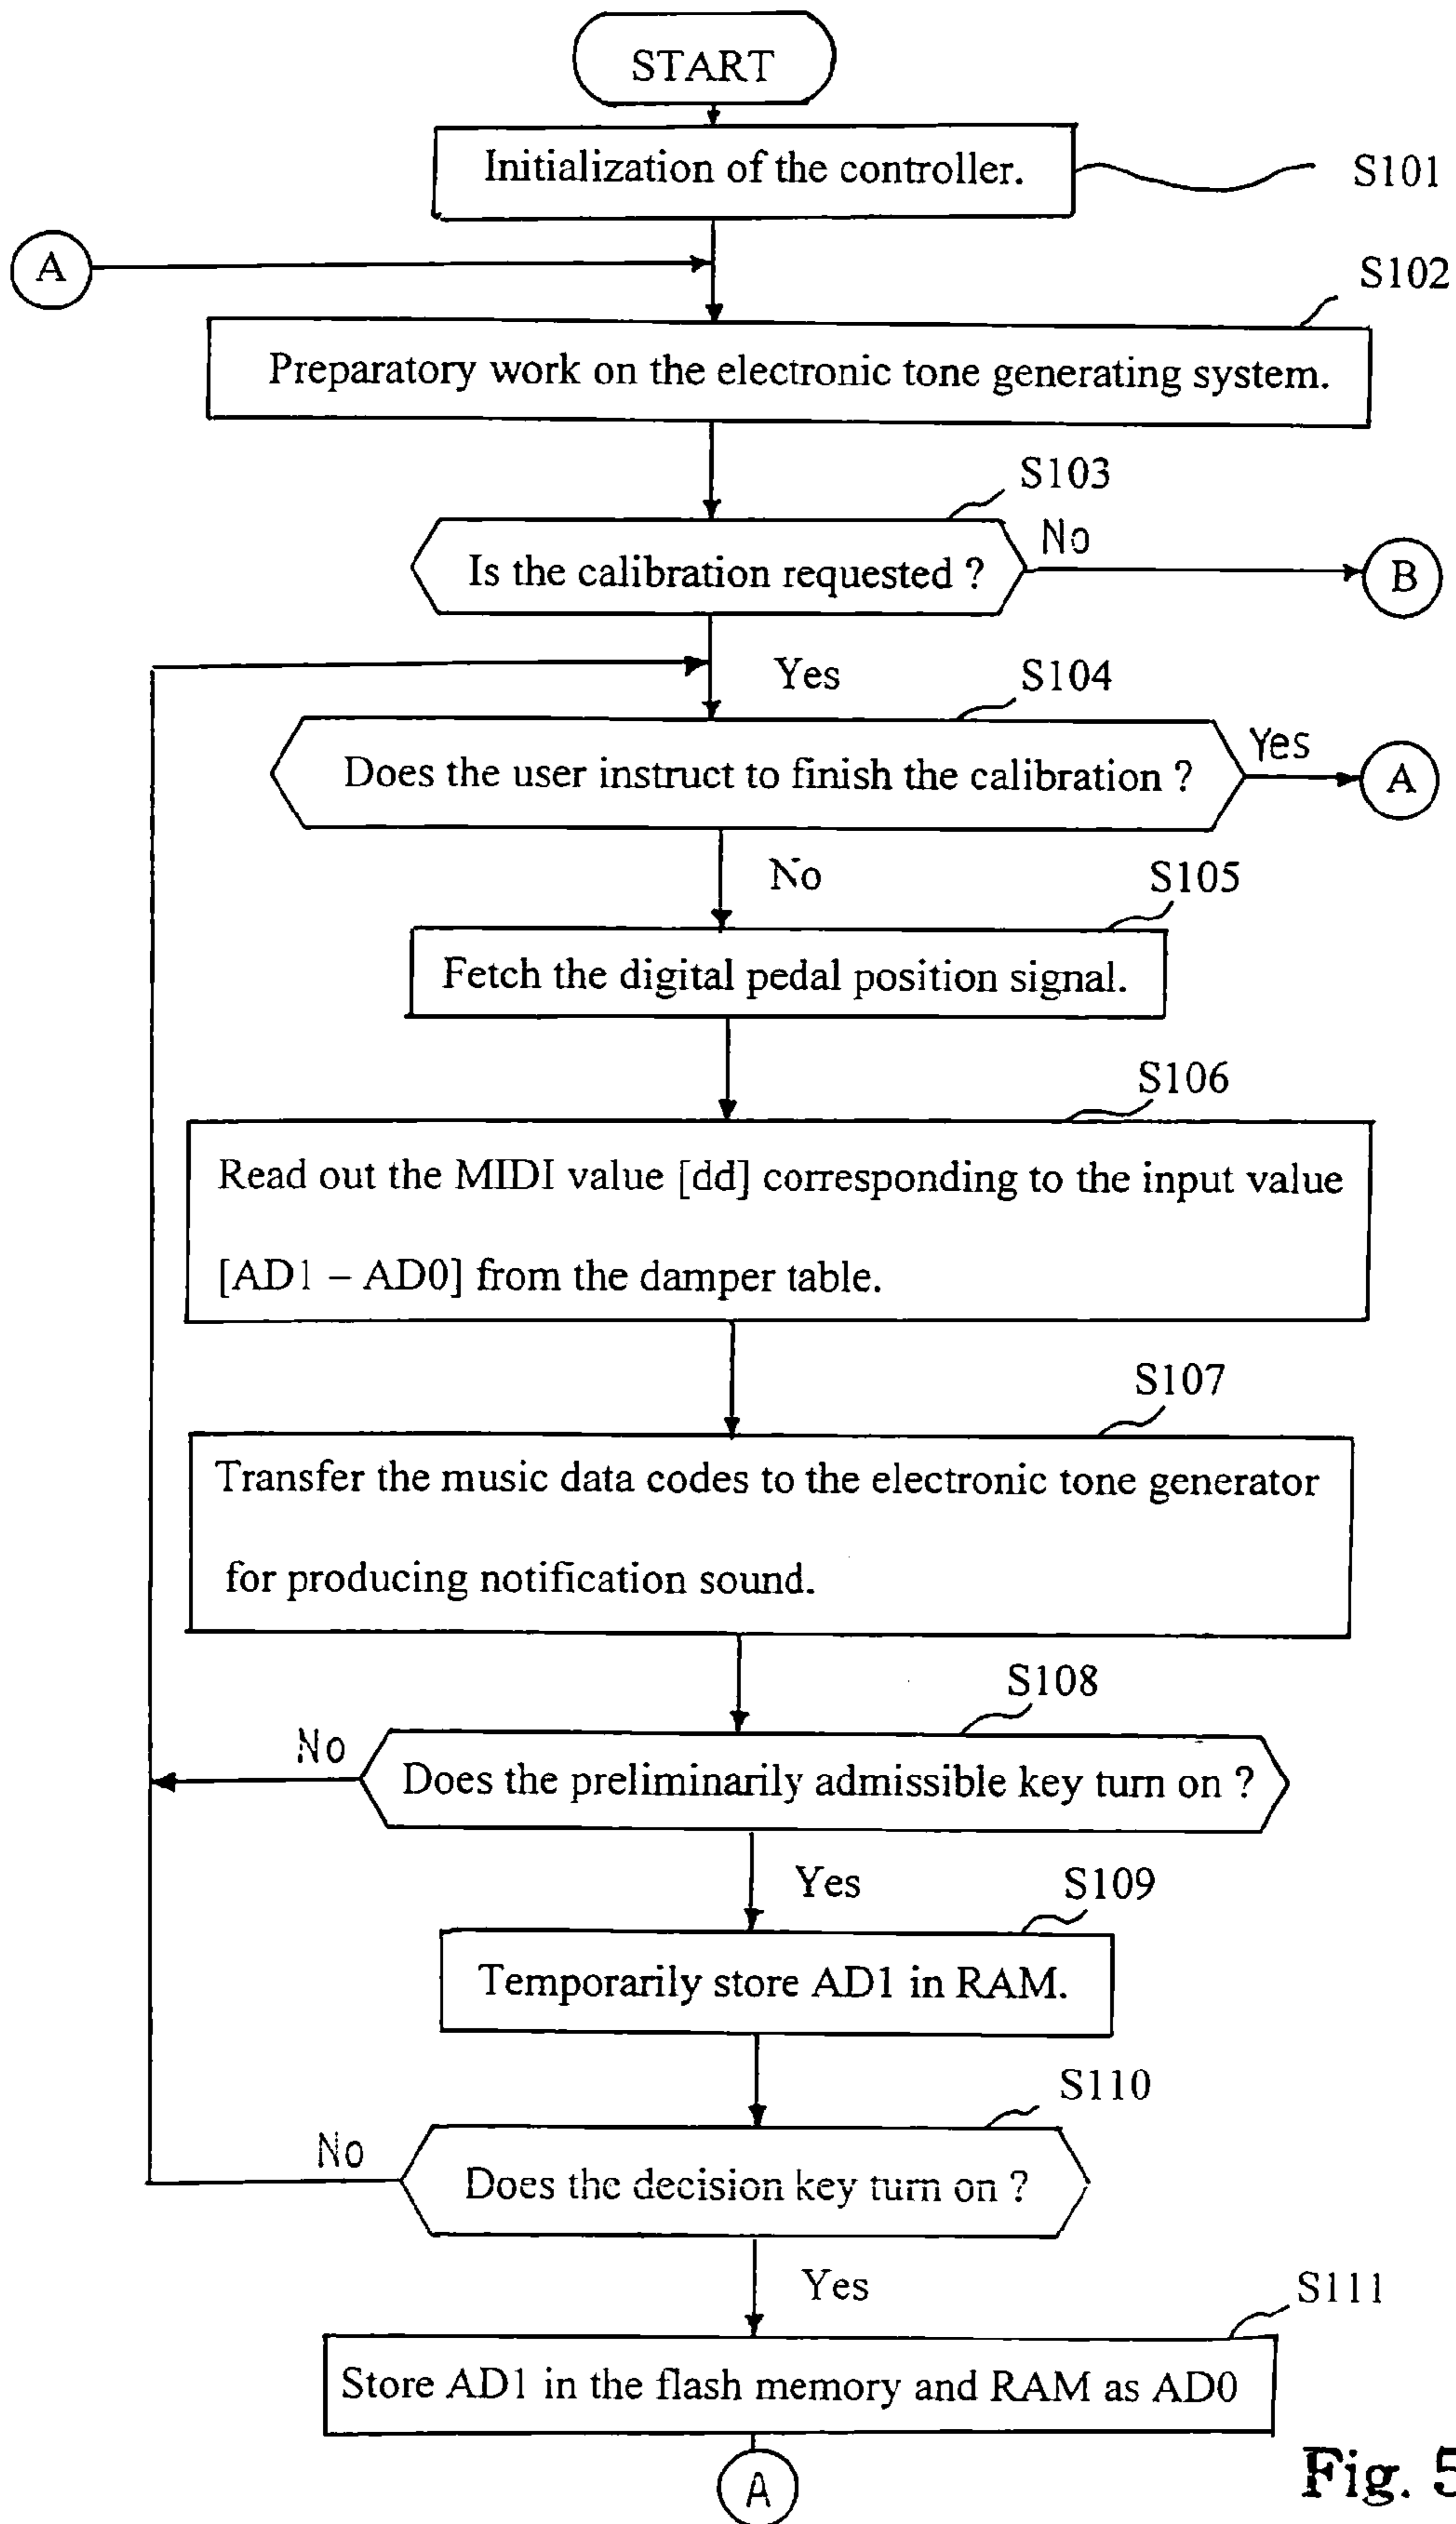 START
Initialization of the controller.
S101
A
S102
Preparatory work on the electronic tone generating system.
S103
No
Is the calibration requested ?
B
Yes
S104
Yes
Does the user instruct to finish the calibration ?
A
No
S105
Fetch the digital pedal position signal.
S106
Read out the MIDI value [dd] corresponding to the input value
[AD1 – AD0] from the damper table.
S107
Transfer the music data codes to the electronic tone generator
for producing notification sound.
S108
No
Does the preliminarily admissible key turn on ?
Yes
S109
Temporarily store AD1 in RAM.
S110
No
Does the decision key turn on ?
Yes
S111
Store AD1 in the flash memory and RAM as AD0
A
Fig. 5